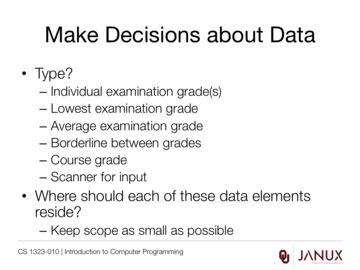 Make Decisions about Data
• Type?
– Individual examination grade(s)
– Lowest examination grade
– Average examination grade
– Borderline between grades
– Course grade
– Scanner for input
• Where should each of these data elements
reside?
– Keep scope as small as possible
CS 1323-010 | Introduction to Computer Programming
JANUX